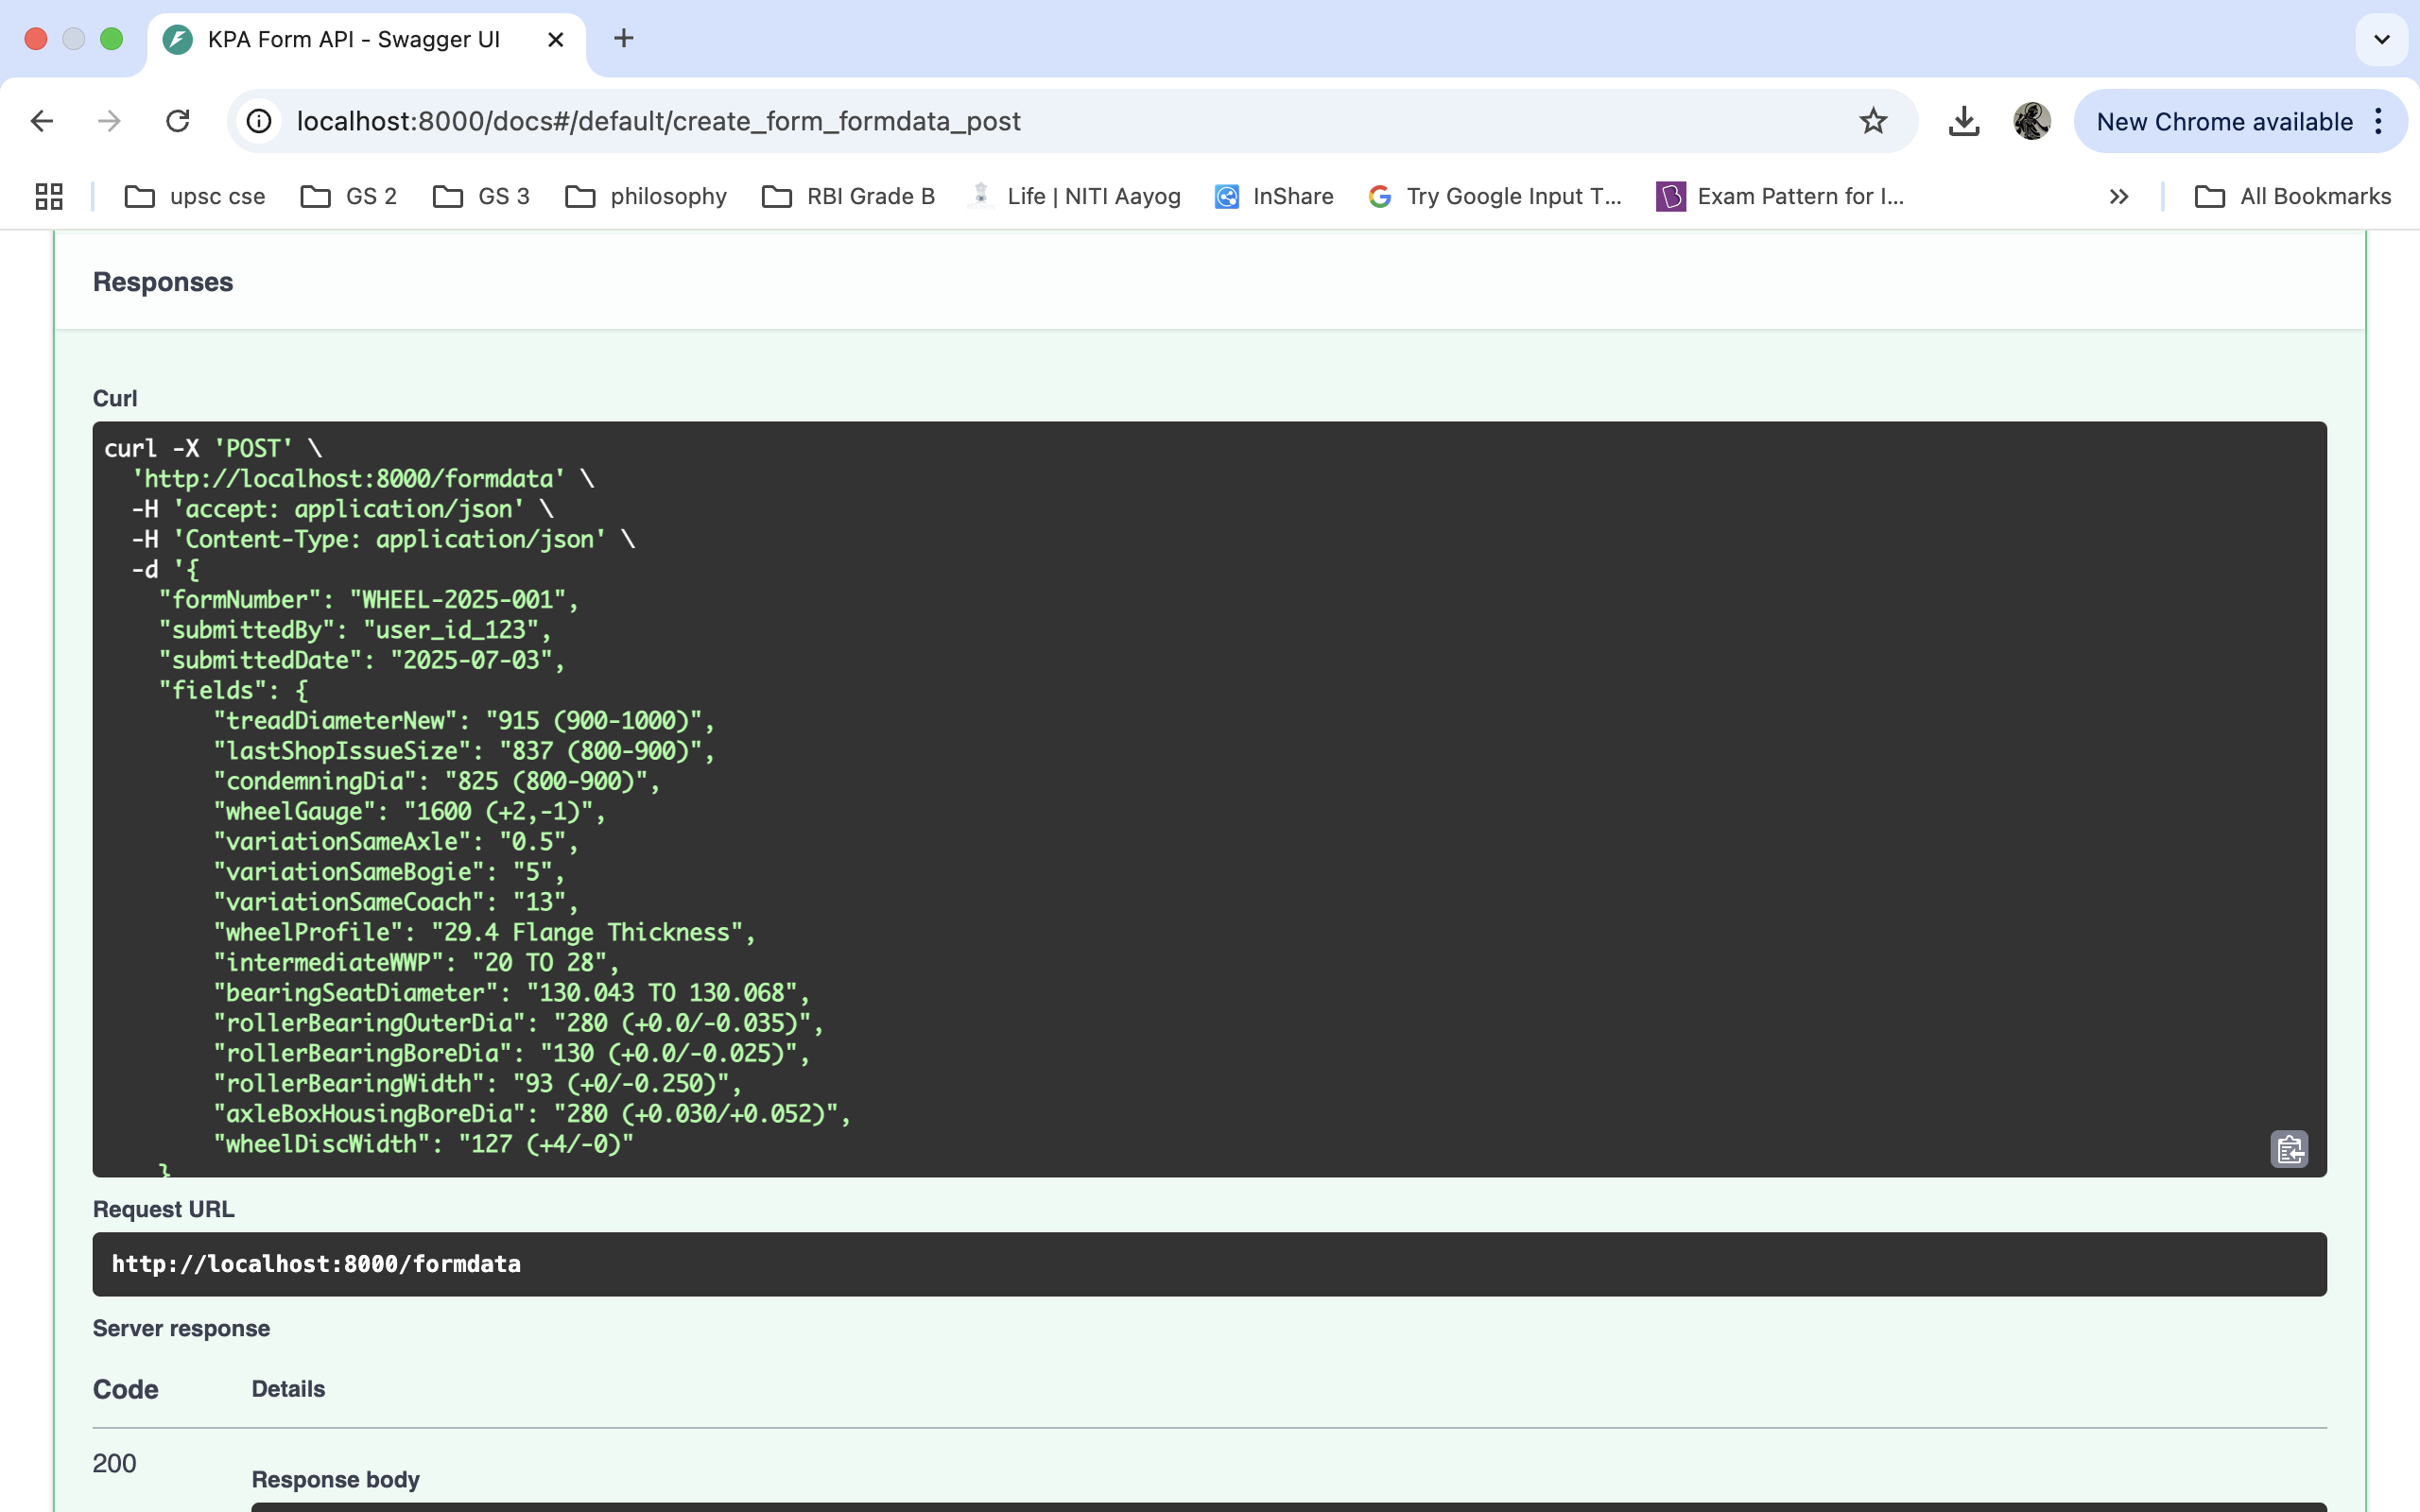 KPA Form API - Swagger UI
localhost:8000/docs#/default/create_form_formdata_post
New Chrome available
upsc cse
GS 2
GS 3
philosophy
RBI Grade B
Life | NITI Aayog
InShare
Try Google Input T...
Exam Pattern for I...
All Bookmarks
Responses
Curl
curl -X 'POST' \
  'http://localhost:8000/formdata' \
  -H 'accept: application/json' \
  -H 'Content-Type: application/json' \
  -d '{
    "formNumber": "WHEEL-2025-001",
    "submittedBy": "user_id_123",
    "submittedDate": "2025-07-03",
    "fields": {
        "treadDiameterNew": "915 (900-1000)",
        "lastShopIssueSize": "837 (800-900)",
        "condemningDia": "825 (800-900)",
        "wheelGauge": "1600 (+2,-1)",
        "variationSameAxle": "0.5",
        "variationSameBogie": "5",
        "variationSameCoach": "13",
        "wheelProfile": "29.4 Flange Thickness",
        "intermediateWWP": "20 TO 28",
        "bearingSeatDiameter": "130.043 TO 130.068",
        "rollerBearingOuterDia": "280 (+0.0/-0.035)",
        "rollerBearingBoreDia": "130 (+0.0/-0.025)",
        "rollerBearingWidth": "93 (+0/-0.250)",
        "axleBoxHousingBoreDia": "280 (+0.030/+0.052)",
        "wheelDiscWidth": "127 (+4/-0)"
    }
Request URL
http://localhost:8000/formdata
Server response
Code
Details
200
Response body